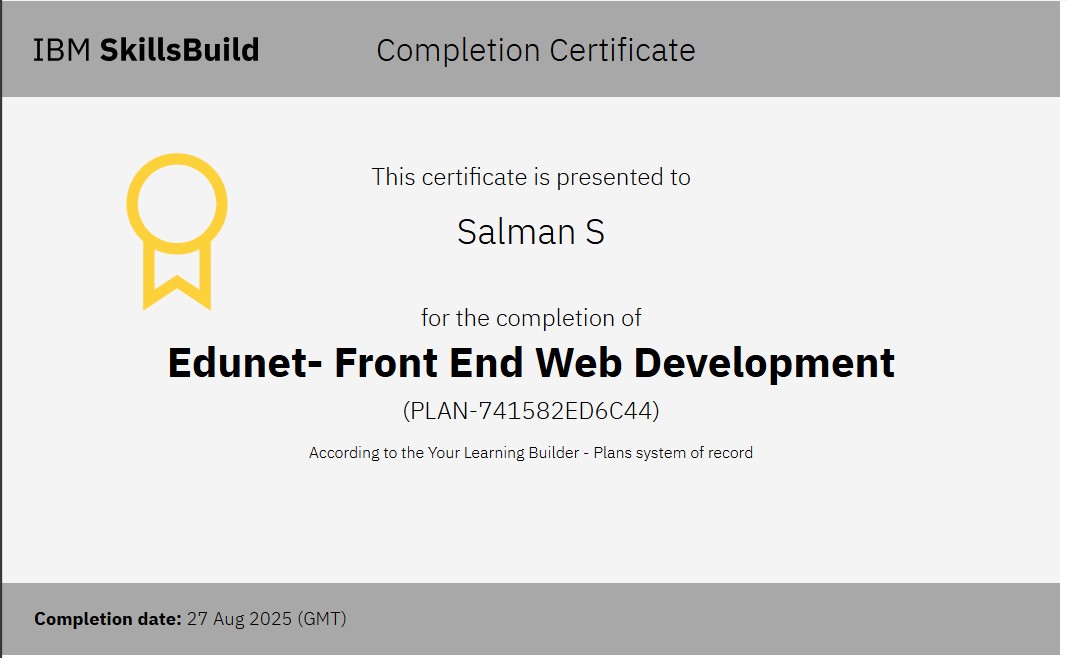 IBM SkillsBuild
Completion Certificate
This certificate is presented to
Salman S
for the completion of
Edunet- Front End Web Development
(PLAN-741582ED6C44)
According to the Your Learning Builder - Plans system of record
Completion date: 27 Aug 2025 (GMT)